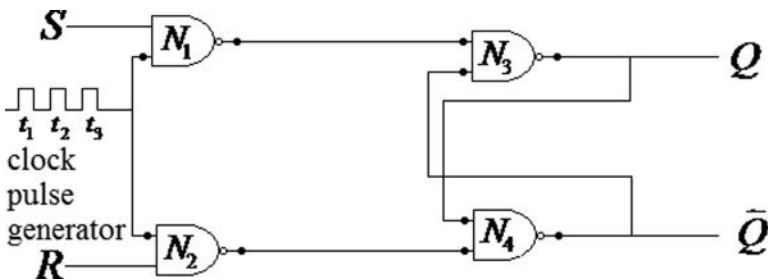 S
N1
N3
Q
t1 t2 t3
clock
pulse
generator
N2
N4
Q̄
R